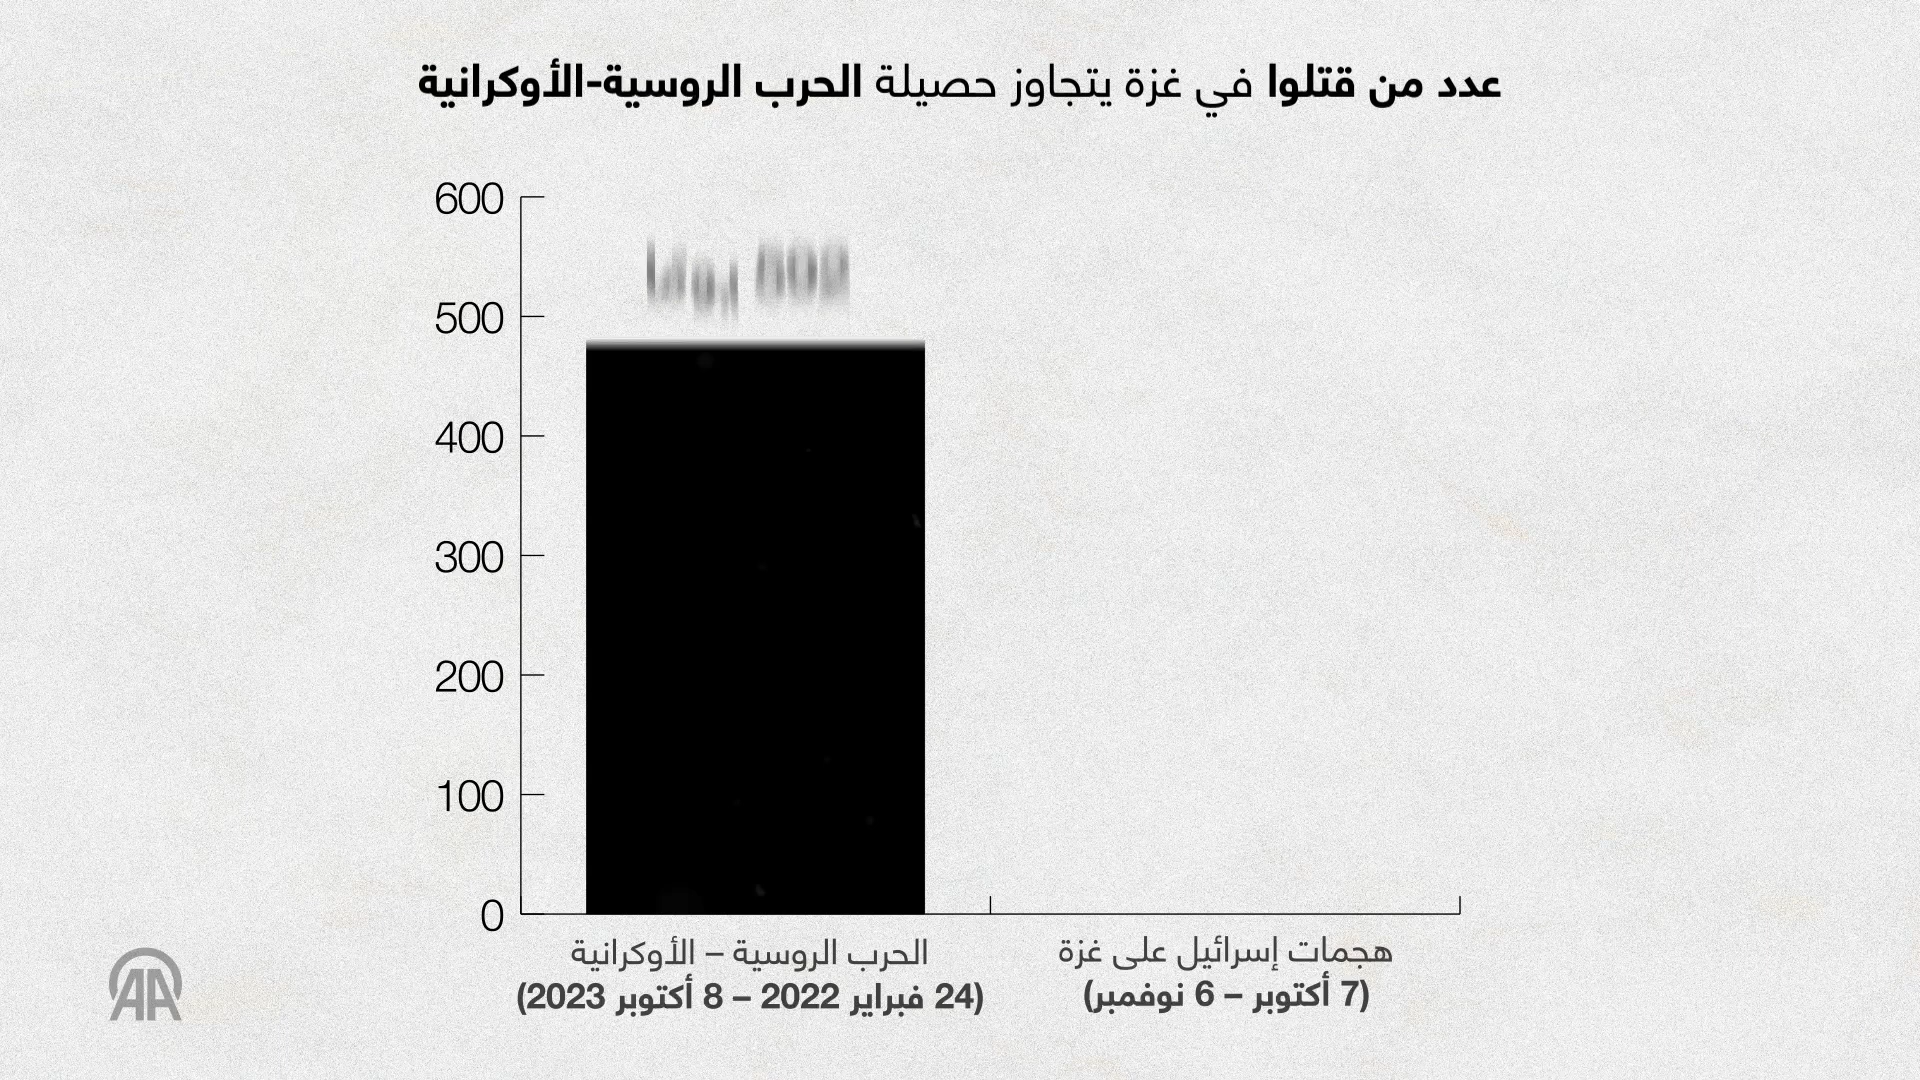 عدد من قتلوا في غزة يتجاوز حصيلة الحرب الروسية-الأوكرانية
600
500
400
300
200
100
0
الحرب الروسية – الأوكرانية
(24 فبراير 2022 – 8 أكتوبر 2023)
هجمات إسرائيل على غزة
(7 أكتوبر – 6 نوفمبر)
AA